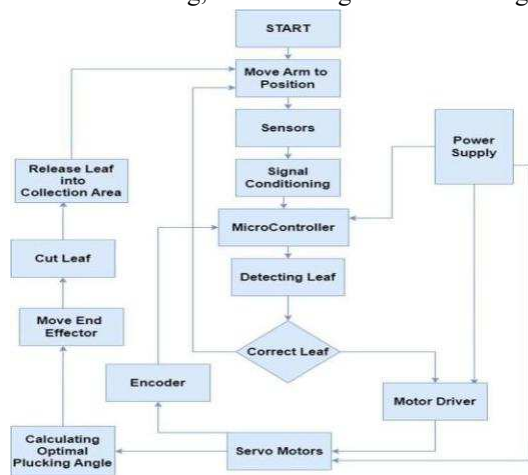 START
Move Arm to
Position
Sensors
Power
Supply
Release Leaf
into
Collection Area
Signal
Conditioning
MicroController
Cut Leaf
Detecting Leaf
Move End
Effector
Correct Leaf
Encoder
Motor Driver
Calculating
Optimal
Plucking Angle
Servo Motors